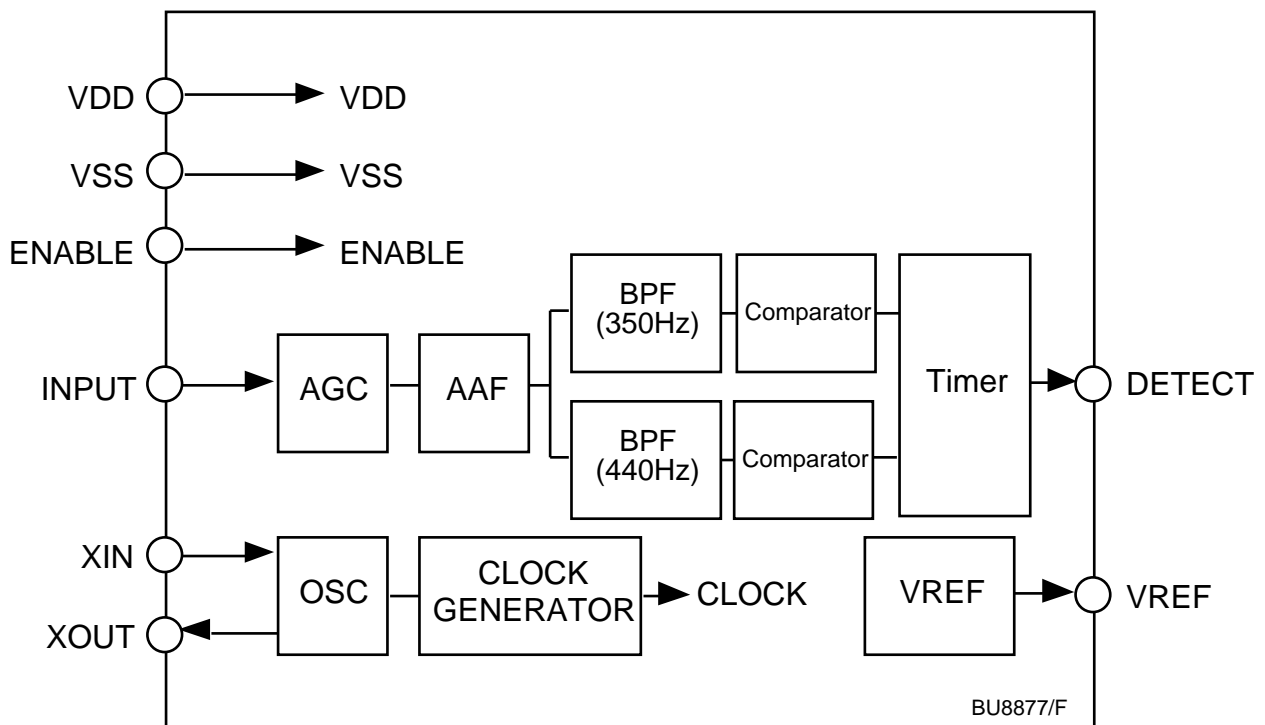 VDD
VDD
VSS
VSS
ENABLE
ENABLE
BPF
(350Hz)
Comparator
INPUT
AGC
AAF
Timer
DETECT
BPF
(440Hz)
Comparator
XIN
XOUT
OSC
CLOCK
GENERATOR
CLOCK
VREF
VREF
BU8877/F